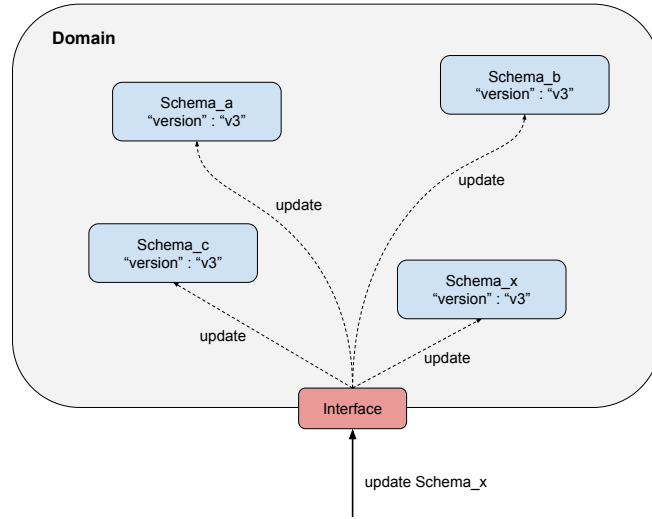 Domain
Schema_a
“version” : “v3”
Schema_b
“version” : “v3”
update
update
Schema_c
“version” : “v3”
Schema_x
“version” : “v3”
update
update
Interface
update Schema_x